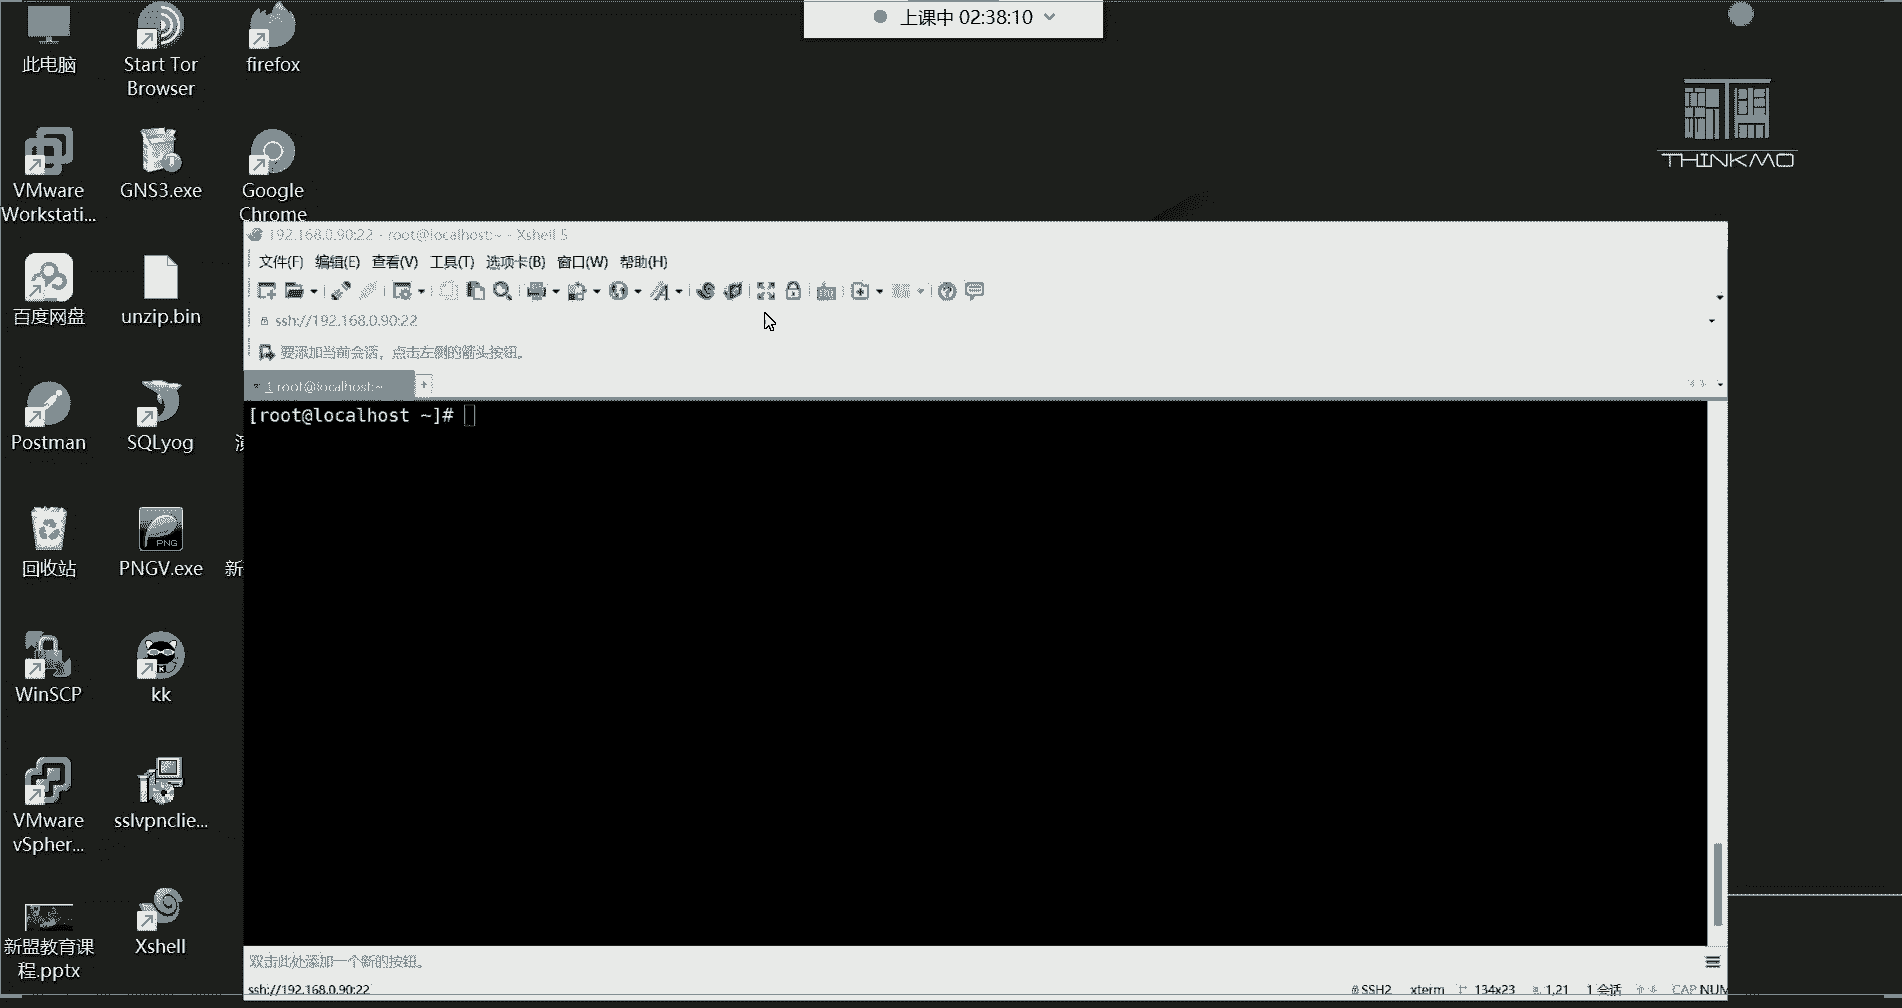 上课中 02:38:10
此电脑
Start Tor
Browser
firefox
THINKMO
VMware
Workstati...
GNS3.exe
Google
Chrome
192.168.0.90:22 - root@localhost:~ - Xshell 5
文件(F) 编辑(E) 查看(V) 工具(T) 选项卡(B) 窗口(W) 帮助(H)
百度网盘
unzip.bin
ssh://192.168.0.90:22
要添加当前会话，点击左侧的箭头按钮。
1 root@localhost:~
[root@localhost ~]#
Postman
SQLyog
PNG
回收站
PNGV.exe
新
WinSCP
kk
VMware
vSpher...
sslvpnclie...
新盟教育课
程.pptx
Xshell
双击此处添加一个新的按钮。
ssh://192.168.0.90:22
SSH2 xterm 134x23 1,21 1 会话 CAP NUM